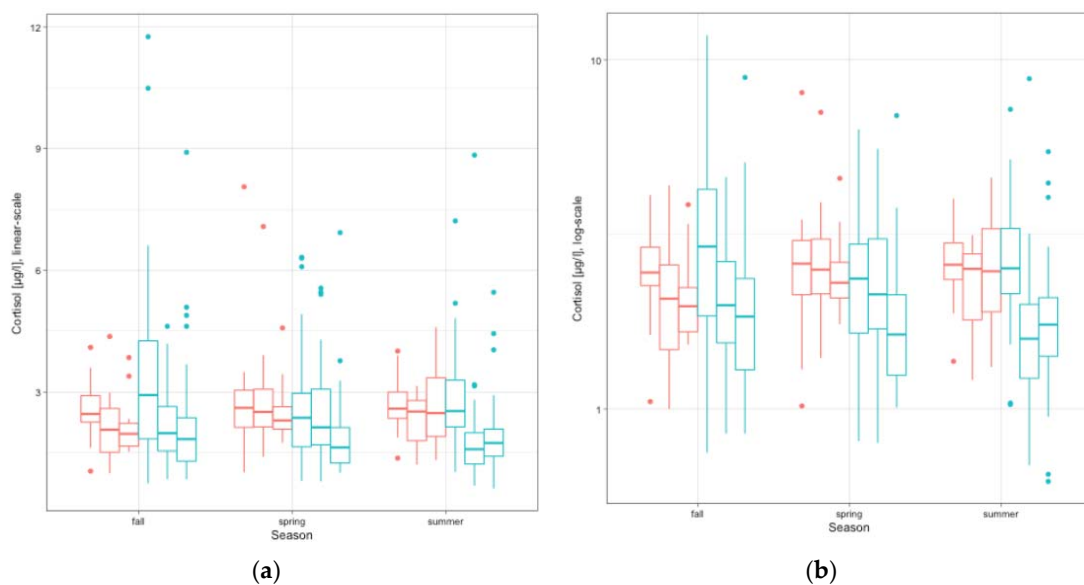 12
9
6
3
Cortisol [µg/l], linear-scale
fall spring summer
Season
(a)
10
1
Cortisol [µg/l], log-scale
fall spring summer
Season
(b)